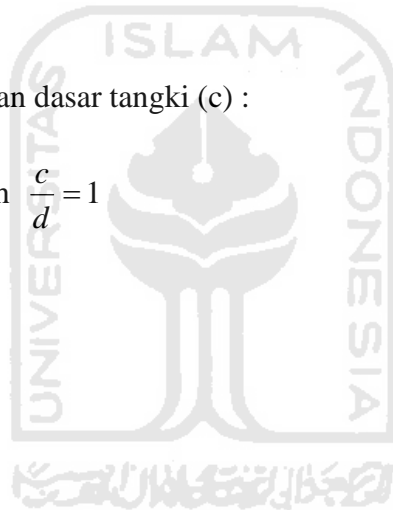 ISLAM
an dasar tangki (c) :
n c/d = 1
UNIVERSITAS
INDONESIA